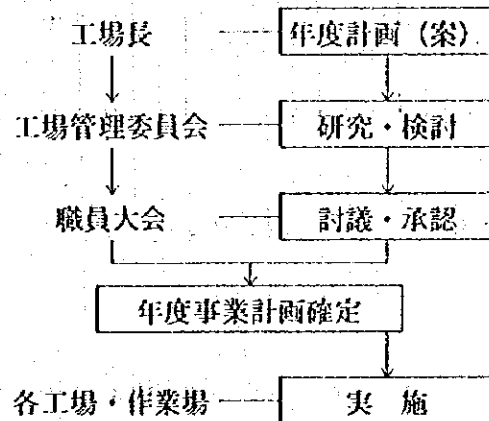 工場長 年度計画（案）
工場管理委員会 研究・検討
職員大会 討議・承認
年度事業計画確定
各工場・作業場 実 施